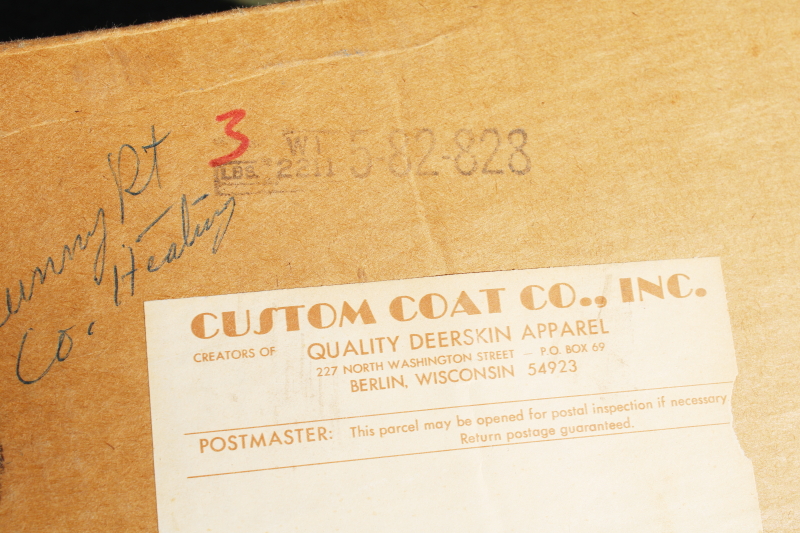 3
LBS. WT 5-82-828
2211
Rt
Co. Heating
CUSTOM COAT CO., INC.
CREATORS OF QUALITY DEERSKIN APPAREL
227 NORTH WASHINGTON STREET – P.O. BOX 69
BERLIN, WISCONSIN 54923
POSTMASTER: This parcel may be opened for postal inspection if necessary
Return postage guaranteed.